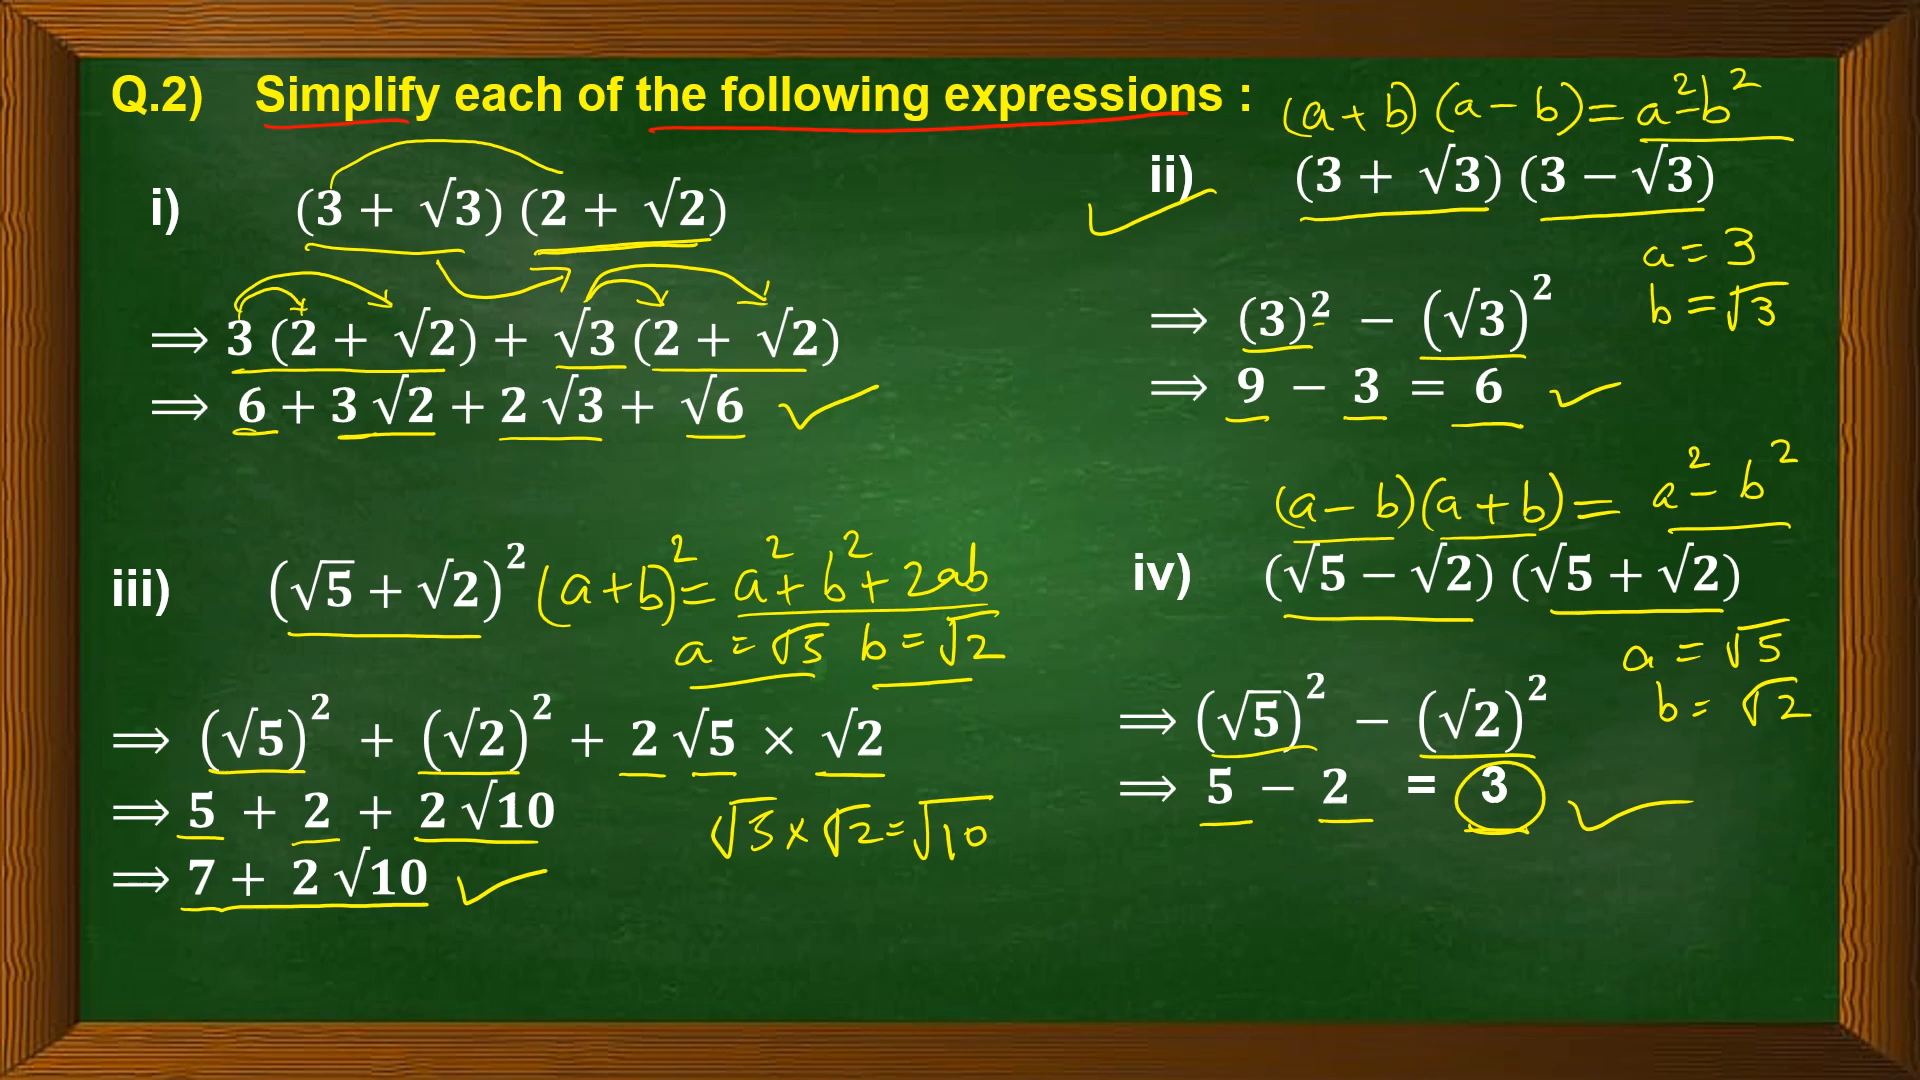 Q.2) Simplify each of the following expressions :
i) (3 + √3) (2 + √2)
⟹ 3 (2 + √2) + √3 (2 + √2)
⟹ 6 + 3 √2 + 2 √3 + √6
(a + b) (a - b) = a² - b²
ii) (3 + √3) (3 − √3)
a = 3
b = √3
⟹ (3)² − (√3)²
⟹ 9 − 3 = 6
iii) (√5 + √2)² (a+b)² = a² + b² + 2ab
a = √5 b = √2
⟹ (√5)² + (√2)² + 2 √5 × √2
⟹ 5 + 2 + 2 √10
√5 × √2 = √10
⟹ 7 + 2 √10
(a - b)(a + b) = a² - b²
iv) (√5 − √2) (√5 + √2)
a = √5
b = √2
⟹ (√5)² − (√2)²
⟹ 5 − 2 = 3